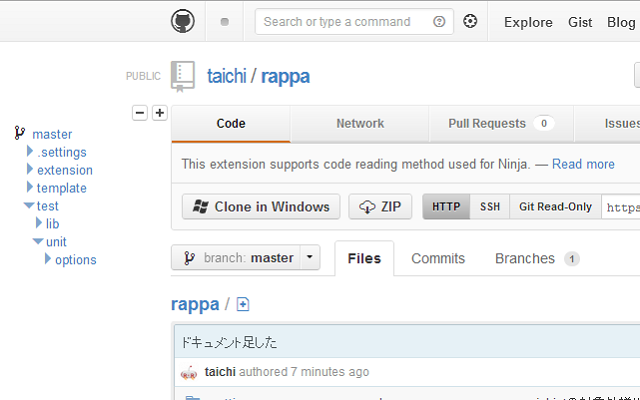 Search or type a command
Explore Gist Blog
PUBLIC taichi / rappa
master
.settings
extension
template
test
lib
unit
options
Code Network Pull Requests 0 Issues
This extension supports code reading method used for Ninja. — Read more
Clone in Windows ZIP HTTP SSH Git Read-Only https
branch: master Files Commits Branches 1
rappa /
ドキュメント足した
taichi authored 7 minutes ago